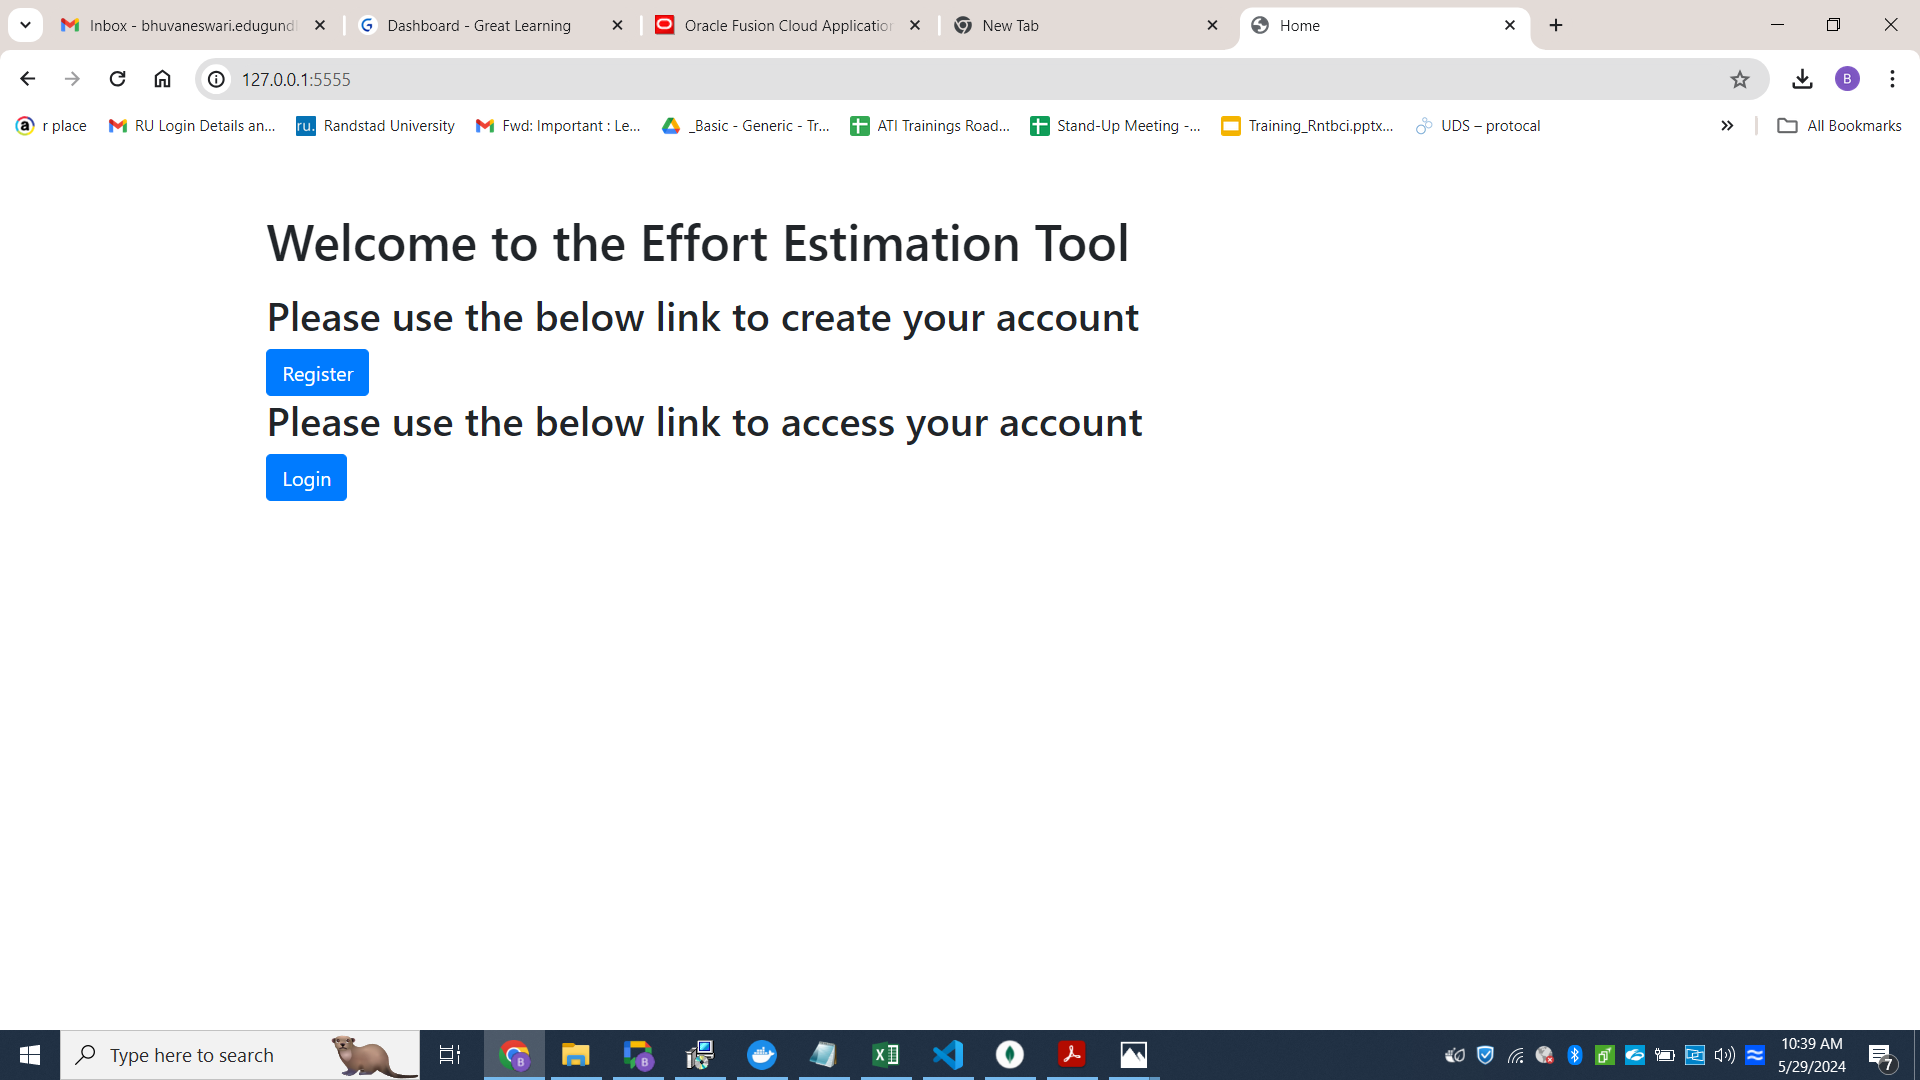 Inbox - bhuvaneswari.edugundl
Dashboard - Great Learning
Oracle Fusion Cloud Application
New Tab
Home
127.0.0.1:5555
B
a
r place
RU Login Details an...
ru.
Randstad University
Fwd: Important : Le...
_Basic - Generic - Tr...
ATI Trainings Road...
Stand-Up Meeting -...
Training_Rntbci.pptx...
UDS – protocal
All Bookmarks
Welcome to the Effort Estimation Tool
Please use the below link to create your account
Register
Please use the below link to access your account
Login
Type here to search
B
B
10:39 AM
5/29/2024
7